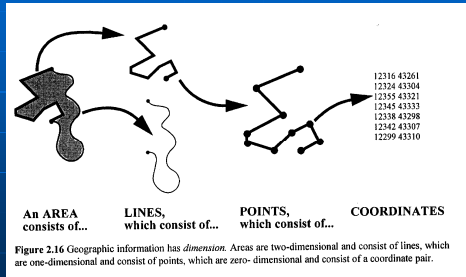 12316 43261
12324 43304
12355 43321
12345 43333
12338 43298
12342 43307
12299 43310
An AREA
consists of...
LINES,
which consist of...
POINTS,
which consist of...
COORDINATES
Figure 2.16 Geographic information has dimension. Areas are two-dimensional and consist of lines, which
are one-dimensional and consist of points, which are zero- dimensional and consist of a coordinate pair.